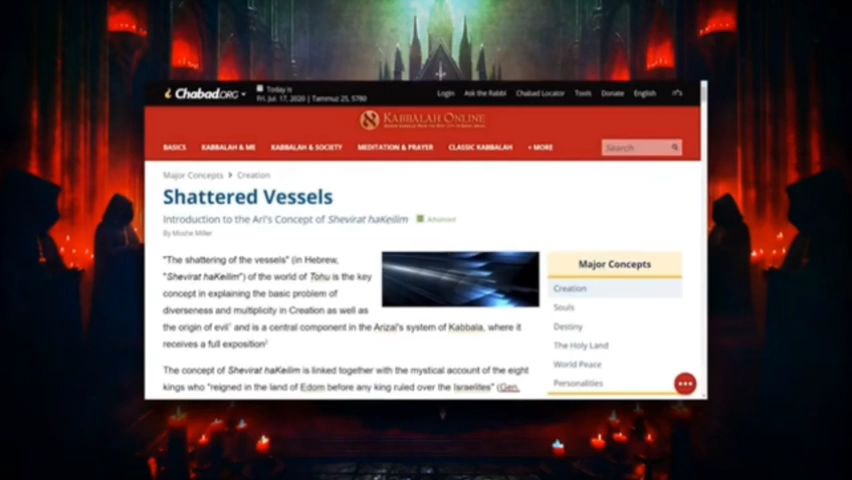 Chabad.ORG
Today is
Fri. Jul. 17, 2020 | Tammuz 25, 5780
Login Ask the Rabbi Chabad Locator Tools Donate English
KABBALAH ONLINE
BASICS KABBALAH & ME KABBALAH & SOCIETY MEDITATION & PRAYER CLASSIC KABBALAH + MORE Search
Major Concepts > Creation
Shattered Vessels
Introduction to the Ari's Concept of Shevirat haKeilim Advanced
By Moshe Miller
"The shattering of the vessels" (in Hebrew,
"Shevirat haKeilim") of the world of Tohu is the key
concept in explaining the basic problem of
diverseness and multiplicity in Creation as well as
the origin of evil¹ and is a central component in the Arizal's system of Kabbala, where it
receives a full exposition²
The concept of Shevirat haKeilim is linked together with the mystical account of the eight
kings who "reigned in the land of Edom before any king ruled over the Israelites" (Gen.
Major Concepts
Creation
Souls
Destiny
The Holy Land
World Peace
Personalities